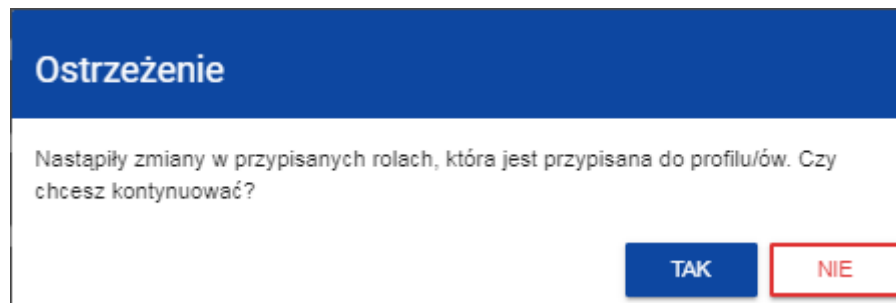 Ostrzeżenie
Nastąpiły zmiany w przypisanych rolach, która jest przypisana do profilu/ów. Czy
chcesz kontynuować?
TAK NIE